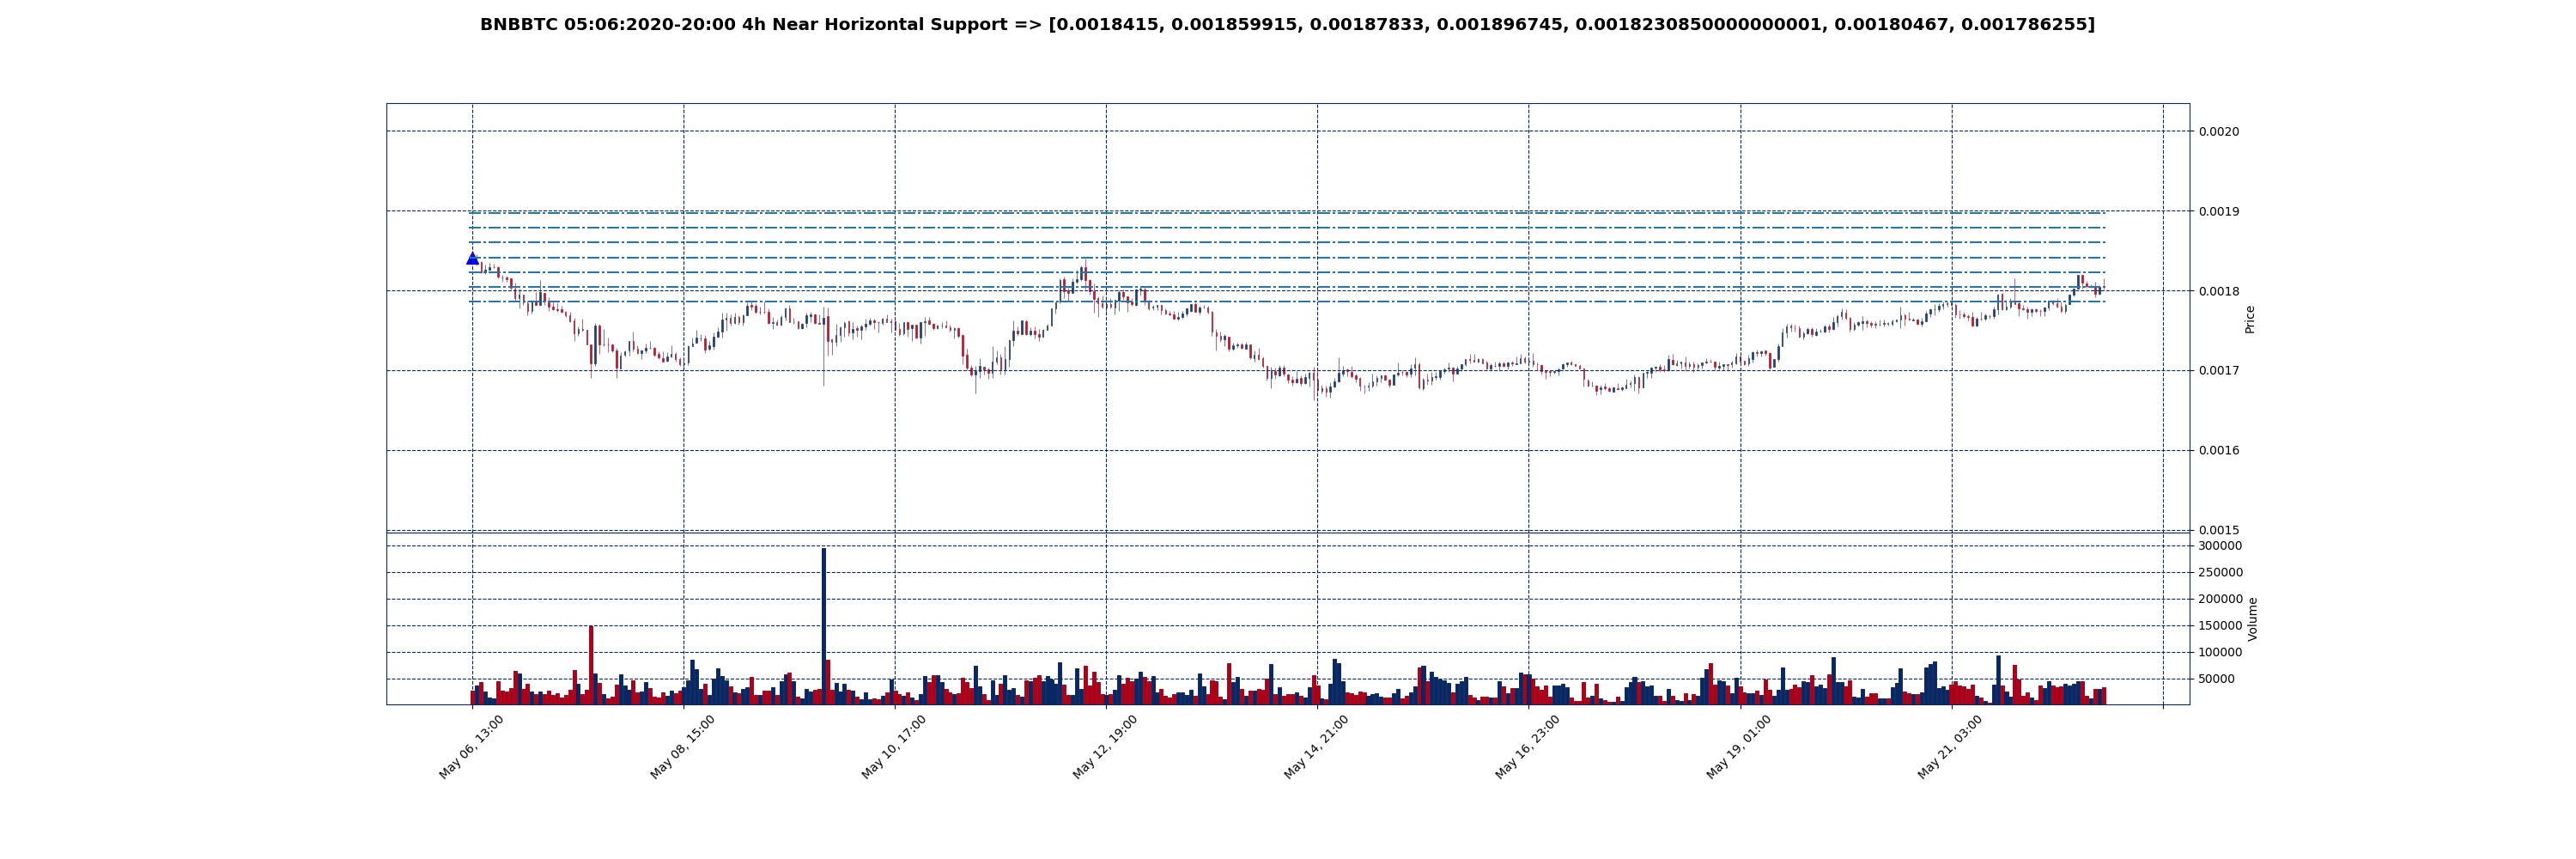 BNBBTC 05:06:2020-20:00 4h Near Horizontal Support => [0.0018415, 0.001859915, 0.00187833, 0.001896745, 0.0018230850000000001, 0.00180467, 0.001786255]
0.0020
0.0019
0.0018
0.0017
0.0016
0.0015
Price
300000
250000
200000
150000
100000
50000
Volume
May 06, 13:00
May 08, 15:00
May 10, 17:00
May 12, 19:00
May 14, 21:00
May 16, 23:00
May 19, 01:00
May 21, 03:00